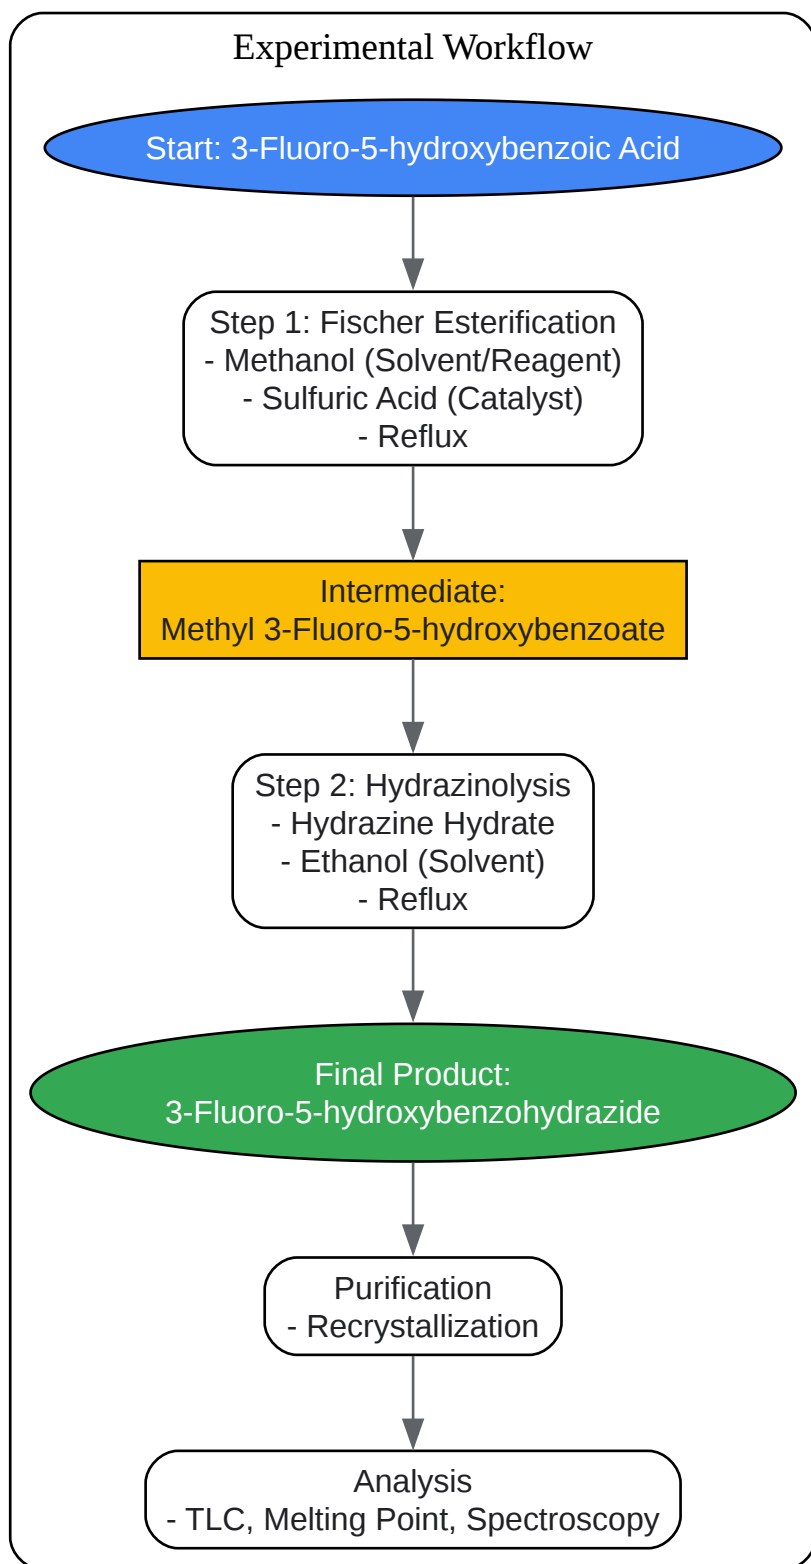 Experimental Workflow
Start: 3-Fluoro-5-hydroxybenzoic Acid
Step 1: Fischer Esterification
- Methanol (Solvent/Reagent)
- Sulfuric Acid (Catalyst)
- Reflux
Intermediate:
Methyl 3-Fluoro-5-hydroxybenzoate
Step 2: Hydrazinolysis
- Hydrazine Hydrate
- Ethanol (Solvent)
- Reflux
Final Product:
3-Fluoro-5-hydroxybenzohydrazide
Purification
- Recrystallization
Analysis
- TLC, Melting Point, Spectroscopy